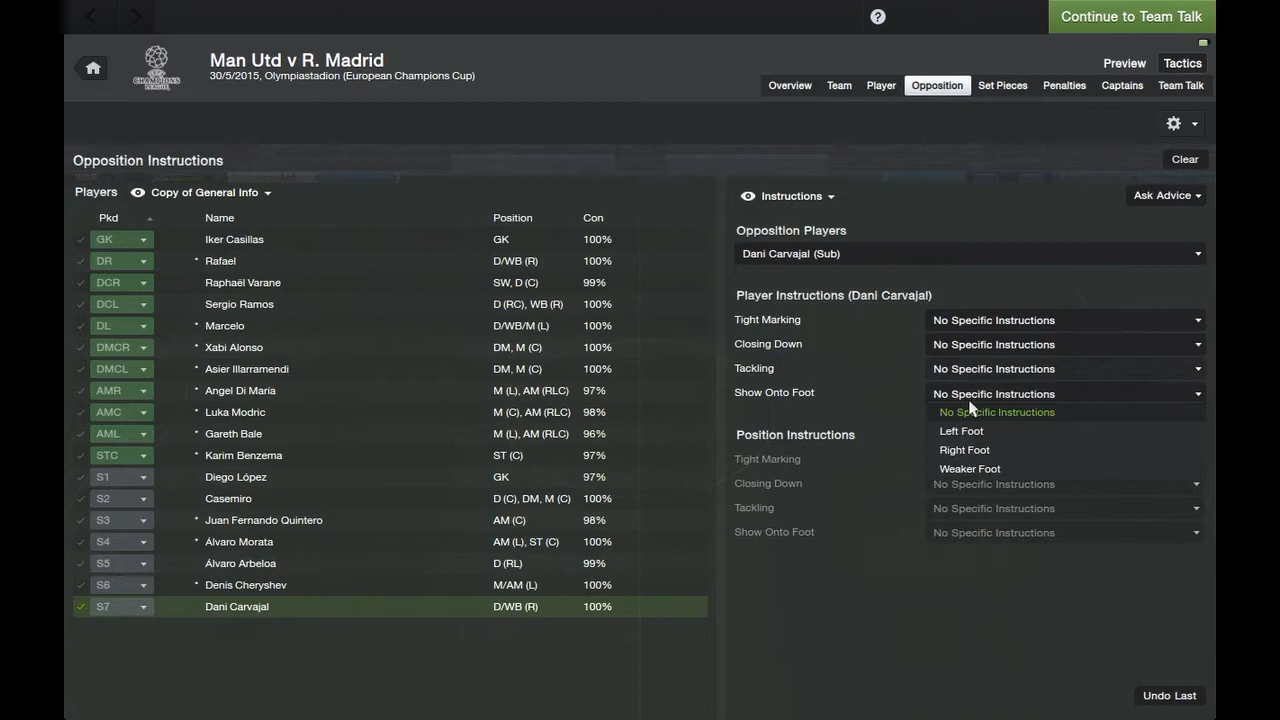 ?
Continue to Team Talk
CHAMPIONS
LEAGUE
Man Utd v R. Madrid
30/5/2015, Olympiastadion (European Champions Cup)
Preview Tactics
Overview Team Player Opposition Set Pieces Penalties Captains Team Talk
Opposition Instructions
Clear
Players Copy of General Info
Instructions
Ask Advice
Pkd Name Position Con
GK Iker Casillas GK 100%
DR Rafael D/WB (R) 100%
DCR Raphaël Varane SW, D (C) 99%
DCL Sergio Ramos D (RC), WB (R) 100%
DL Marcelo D/WB/M (L) 100%
DMCR Xabi Alonso DM, M (C) 100%
DMCL Asier Illarramendi DM, M (C) 100%
AMR Angel Di María M (L), AM (RLC) 97%
AMC Luka Modric M (C), AM (RLC) 98%
AML Gareth Bale M (L), AM (RLC) 96%
STC Karim Benzema ST (C) 97%
S1 Diego López GK 97%
S2 Casemiro D (C), DM, M (C) 100%
S3 Juan Fernando Quintero AM (C) 98%
S4 Álvaro Morata AM (L), ST (C) 100%
S5 Álvaro Arbeloa D (RL) 99%
S6 Denis Cheryshev M/AM (L) 100%
S7 Dani Carvajal D/WB (R) 100%
Opposition Players
Dani Carvajal (Sub)
Player Instructions (Dani Carvajal)
Tight Marking No Specific Instructions
Closing Down No Specific Instructions
Tackling No Specific Instructions
Show Onto Foot No Specific Instructions
No Specific Instructions
Left Foot
Right Foot
Weaker Foot
Position Instructions
Tight Marking
Closing Down No Specific Instructions
Tackling No Specific Instructions
Show Onto Foot No Specific Instructions
Undo Last